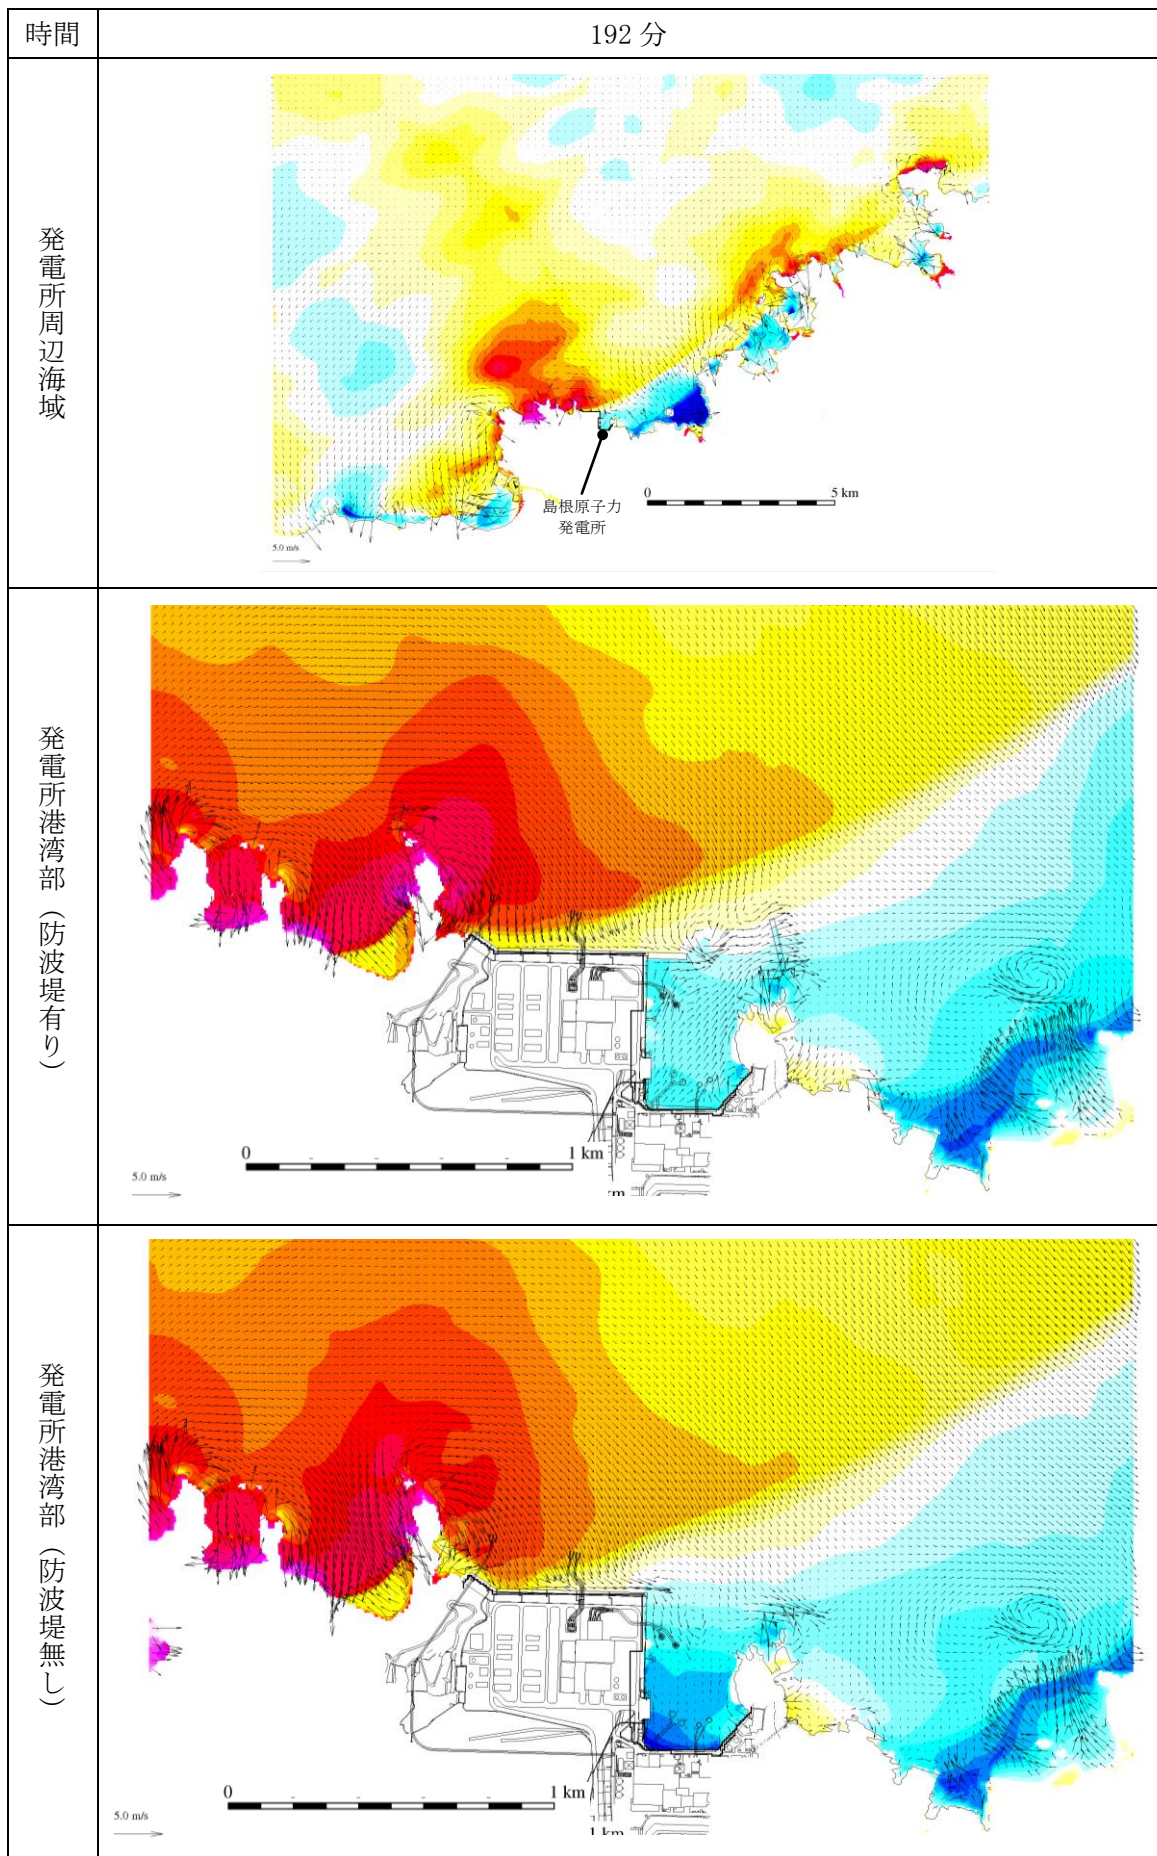 時間
192 分
発電所周辺海域
島根原子力
発電所
0
5 km
5.0 m/s
発電所港湾部（防波堤有り）
0
1 km
5.0 m/s
発電所港湾部（防波堤無し）
0
1 km
5.0 m/s
1 km